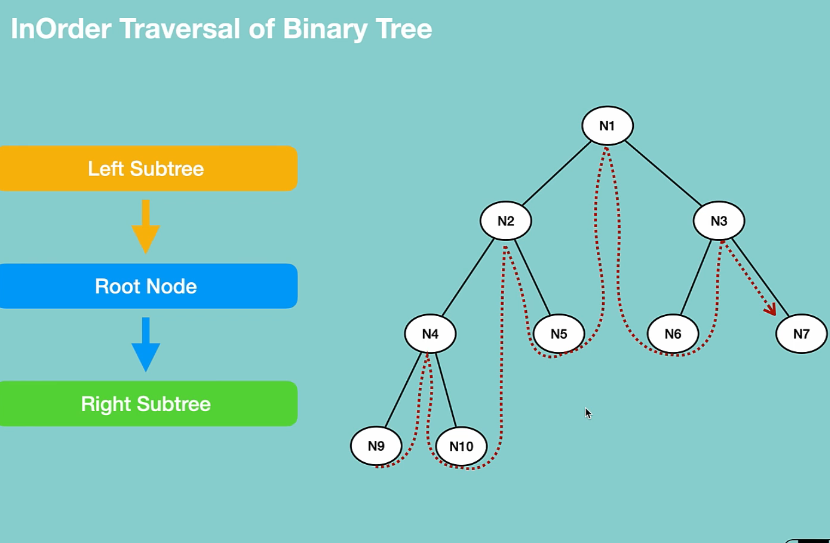 InOrder Traversal of Binary Tree
Left Subtree
Root Node
Right Subtree
N1
N2
N3
N4
N5
N6
N7
N9
N10